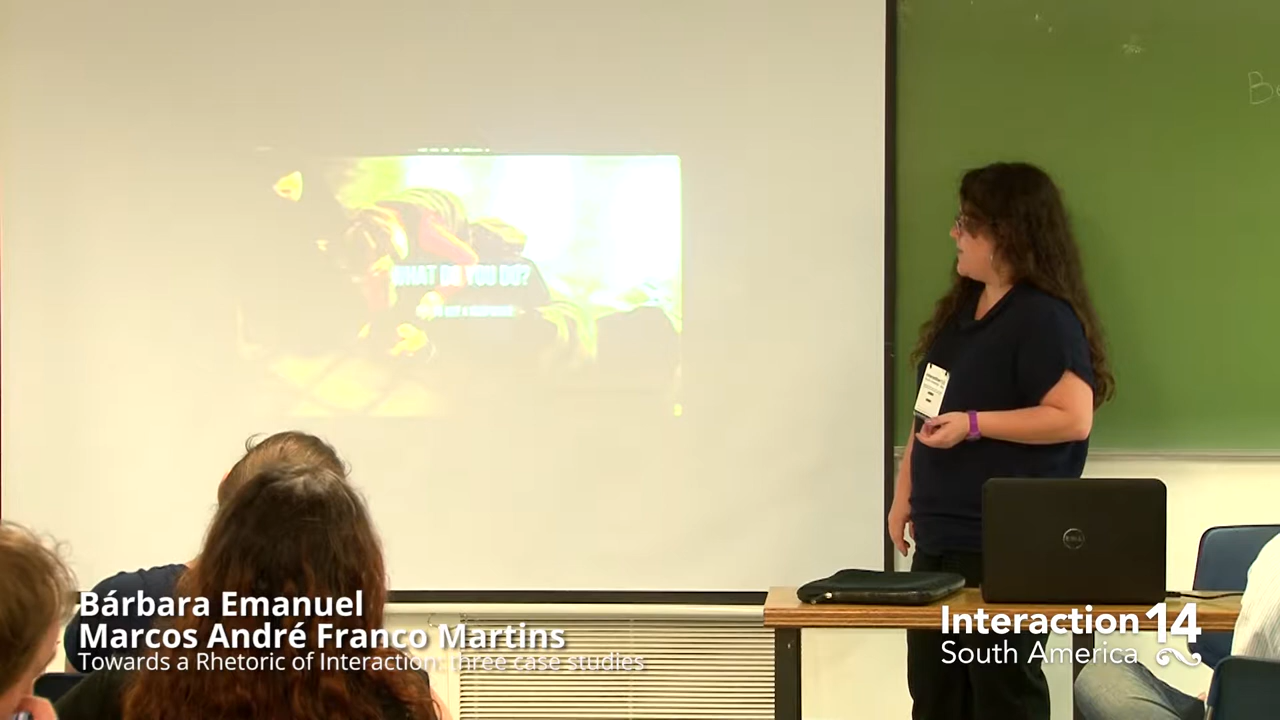 WHAT DO YOU DO?
Be
DELL
Bárbara Emanuel
Marcos André Franco Martins
Towards a Rhetoric of Interaction: three case studies
Interaction 14
South America